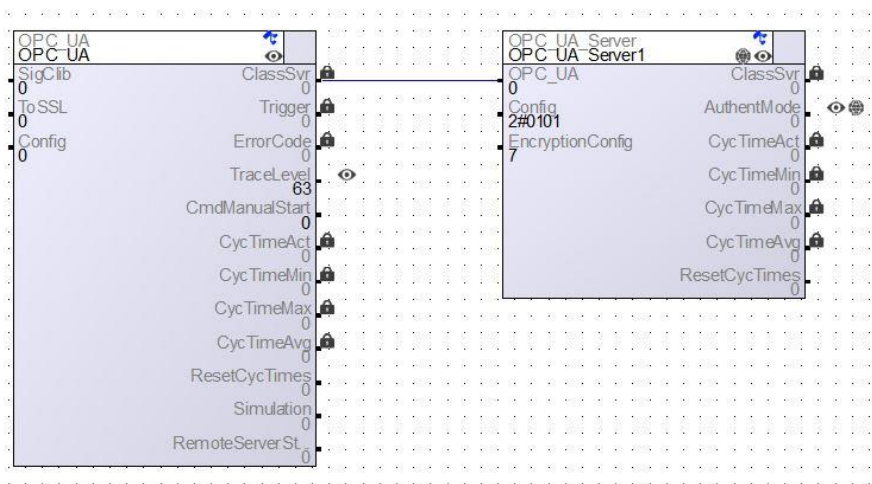 OPC_UA
OPC_UA
SigClib
0
ToSSL
0
Config
0
ClassSvr
0
Trigger
0
ErrorCode
0
TraceLevel
63
CmdManualStart
0
CycTimeAct
0
CycTimeMin
0
CycTimeMax
0
CycTimeAvg
0
ResetCycTimes
0
Simulation
0
RemoteServerSt...
0
OPC_UA_Server
OPC_UA_Server1
OPC_UA
0
Config
2#0101
EncryptionConfig
7
ClassSvr
0
AuthentMode
0
CycTimeAct
0
CycTimeMin
0
CycTimeMax
0
CycTimeAvg
0
ResetCycTimes
0